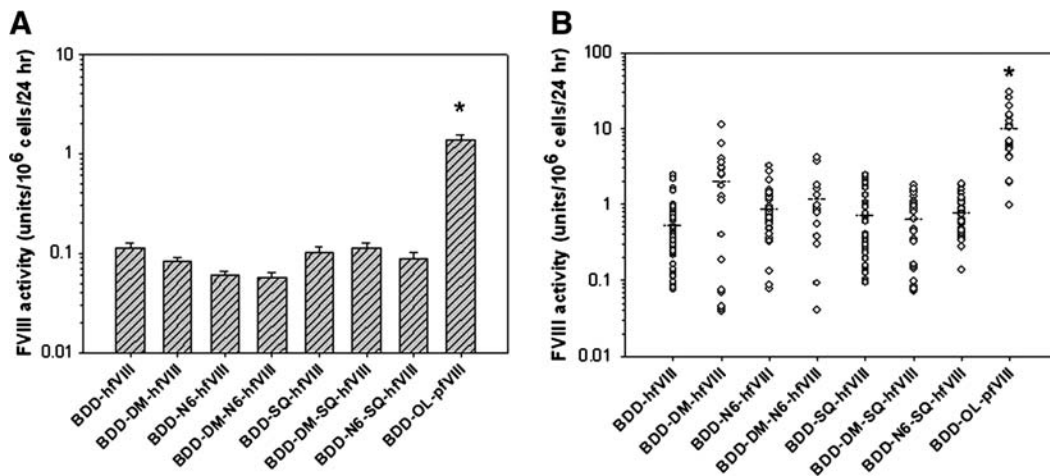 A
FVIII activity (units/10⁶ cells/24 hr)
10
1
0.1
0.01
*
BDD-hfVIII
BDD-DM-hfVIII
BDD-N6-hfVIII
BDD-DM-N6-hfVIII
BDD-SQ-hfVIII
BDD-DM-SQ-hfVIII
BDD-N6-SQ-hfVIII
BDD-OL-pfVIII
B
FVIII activity (units/10⁶ cells/24 hr)
100
10
1
0.1
0.01
*
BDD-hfVIII
BDD-DM-hfVIII
BDD-N6-hfVIII
BDD-DM-N6-hfVIII
BDD-SQ-hfVIII
BDD-DM-SQ-hfVIII
BDD-N6-SQ-hfVIII
BDD-OL-pfVIII